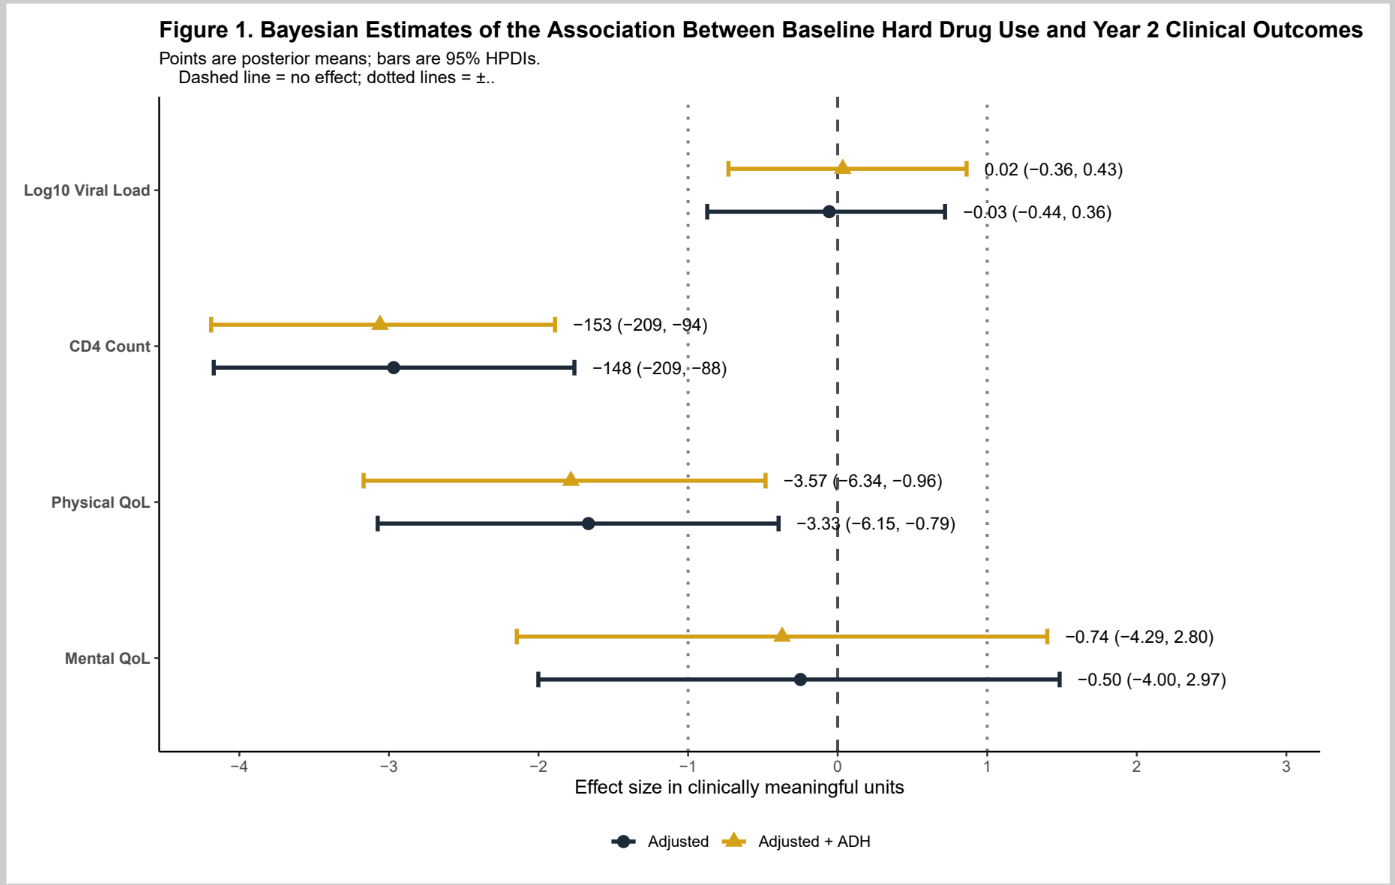 Figure 1. Bayesian Estimates of the Association Between Baseline Hard Drug Use and Year 2 Clinical Outcomes
Points are posterior means; bars are 95% HPDIs.
Dashed line = no effect; dotted lines = ±..
Log10 Viral Load
0.02 (−0.36, 0.43)
−0.03 (−0.44, 0.36)
CD4 Count
−153 (−209, −94)
−148 (−209, −88)
Physical QoL
−3.57 (−6.34, −0.96)
−3.33 (−6.15, −0.79)
Mental QoL
−0.74 (−4.29, 2.80)
−0.50 (−4.00, 2.97)
−4 −3 −2 −1 0 1 2 3
Effect size in clinically meaningful units
Adjusted Adjusted + ADH